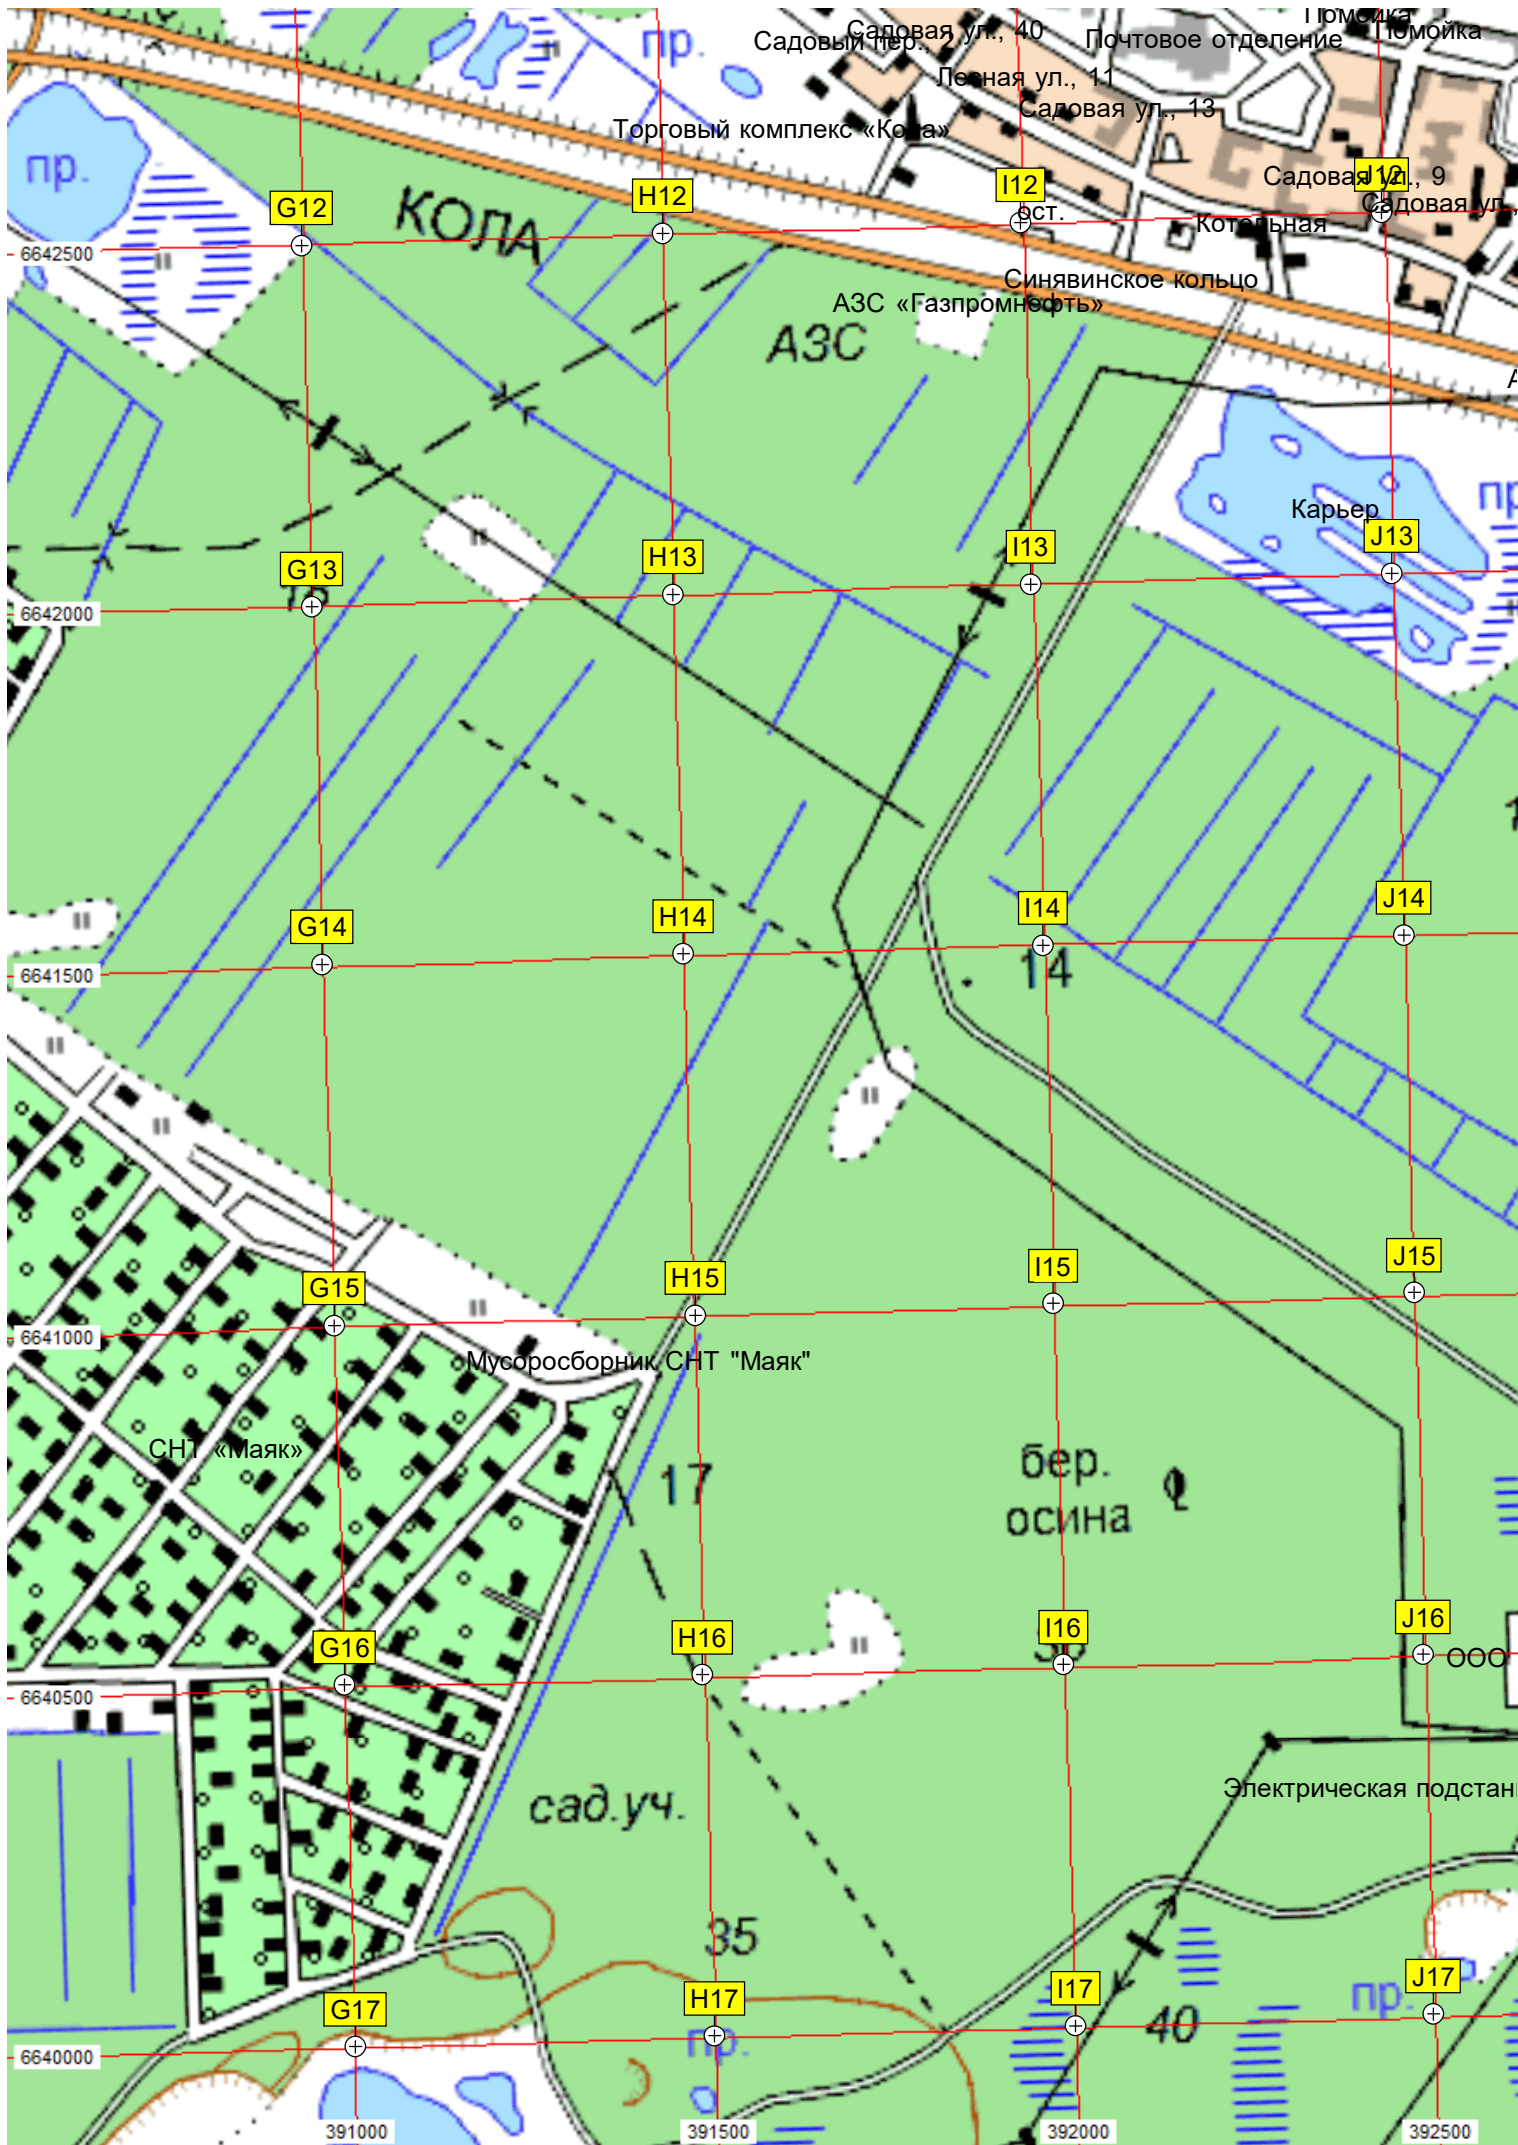 Помойка
Помойка
Садовая ул., 40
Садовый пер., 2
Почтовое отделение
пр.
Лесная ул., 11
Садовая ул., 13
Торговый комплекс «Кола»
пр.
G12
H12
I12
J12
Садовая ул., 9
Садовая ул.,
ост.
Котельная
КОЛА
6642500
Синявинское кольцо
АЗС «Газпромнефть»
АЗС
пр
Карьер
G13
H13
I13
J13
6642000
G14
H14
I14
J14
14
6641500
G15
H15
I15
J15
6641000
Мусоросборник СНТ "Маяк"
СНТ «Маяк»
17
бер.
осина
G16
H16
I16
J16
ООО
6640500
Электрическая подстан
сад.уч.
35
G17
H17
I17
J17
пр.
40
пр.
6640000
391000
391500
392000
392500